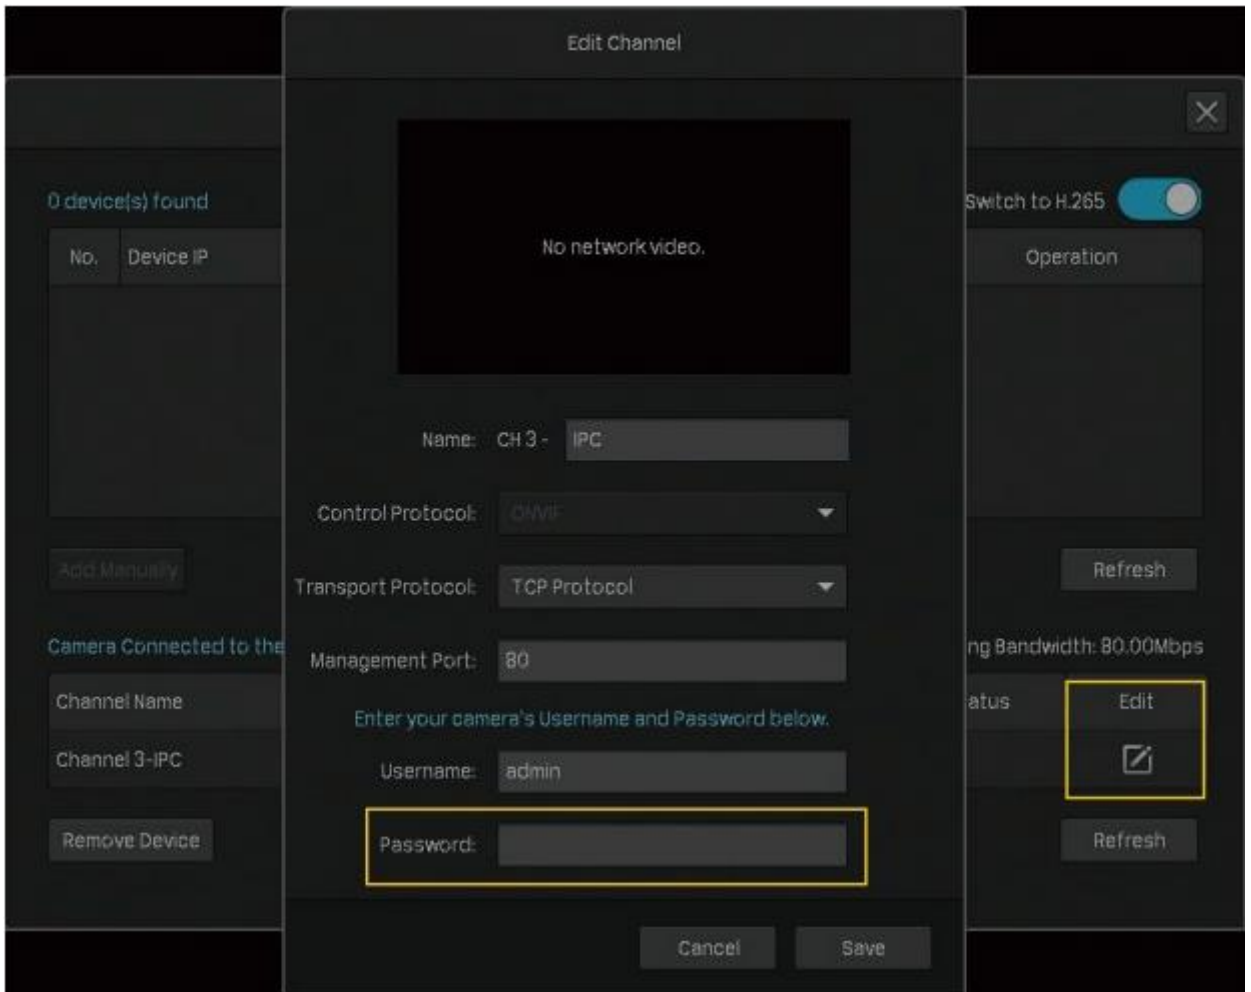 Edit Channel
0 device(s) found
Switch to H.265
No. Device IP
Operation
No network video.
Name: CH 3 - IPC
Control Protocol: ONVIF
Transport Protocol: TCP Protocol
Add Manually
Refresh
Camera Connected to the
ng Bandwidth: 80.00Mbps
Management Port: 80
Channel Name
atus
Edit
Enter your camera's Username and Password below.
Channel 3-IPC
Username: admin
Remove Device
Password:
Refresh
Cancel
Save